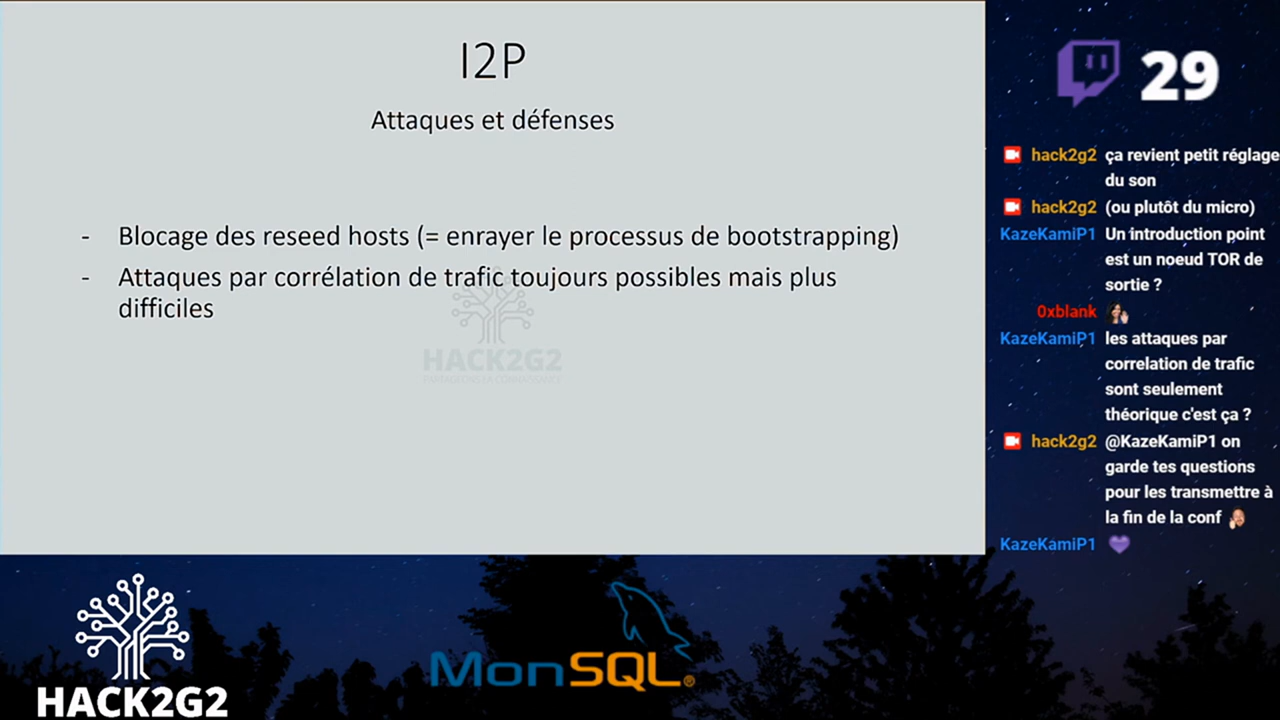 I2P
Attaques et défenses
- Blocage des reseed hosts (= enrayer le processus de bootstrapping)
- Attaques par corrélation de trafic toujours possibles mais plus
difficiles
HACK2G2
PARTAGEONS LA CONNAISSANCE
29
hack2g2 ça revient petit réglage
du son
hack2g2 (ou plutôt du micro)
KazeKamiP1 Un introduction point
est un noeud TOR de
sortie ?
0xblank
KazeKamiP1 les attaques par
correlation de trafic
sont seulement
théorique c'est ça ?
hack2g2 @KazeKamiP1 on
garde tes questions
pour les transmettre à
la fin de la conf
KazeKamiP1
HACK2G2
MonSQL®